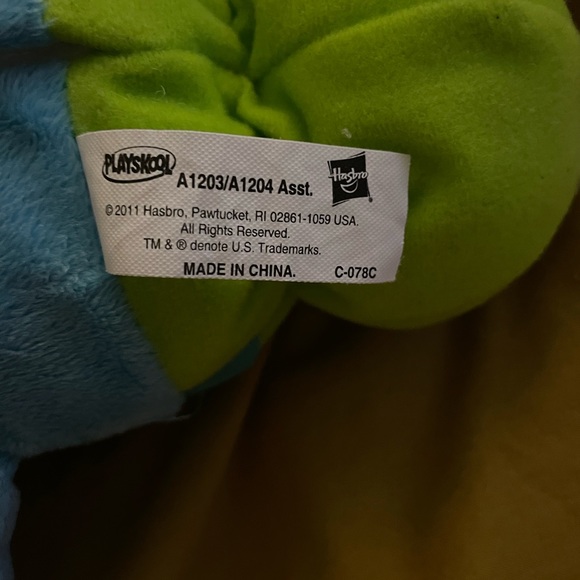 PLAYSKOOL
A1203/A1204 Asst.
Hasbro
®
© 2011 Hasbro, Pawtucket, RI 02861-1059 USA.
All Rights Reserved.
TM & ® denote U.S. Trademarks.
MADE IN CHINA. C-078C